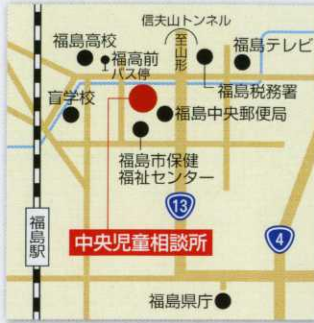 信夫山トンネル
至山形
福島高校
福高前
バス停
福島テレビ
福島税務署
盲学校
福島中央郵便局
福島市保健
福祉センター
13
福島駅
中央児童相談所
4
福島県庁